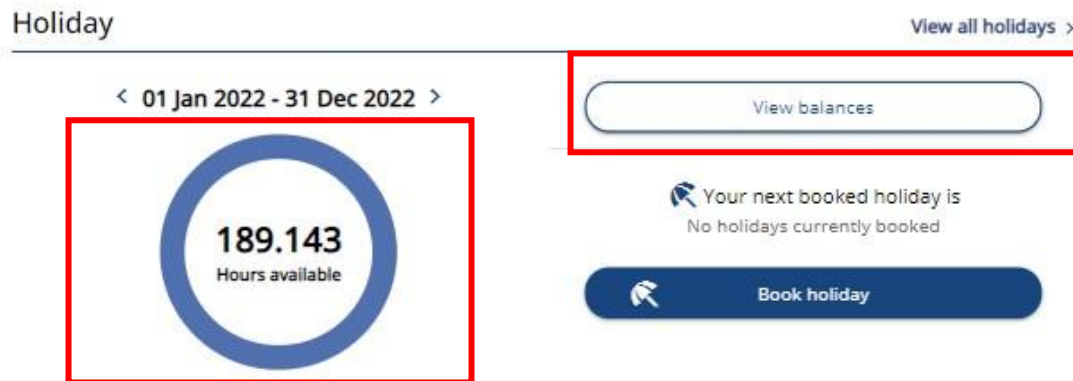 Holiday
View all holidays >
< 01 Jan 2022 - 31 Dec 2022 >
189.143
Hours available
View balances
Your next booked holiday is
No holidays currently booked
Book holiday